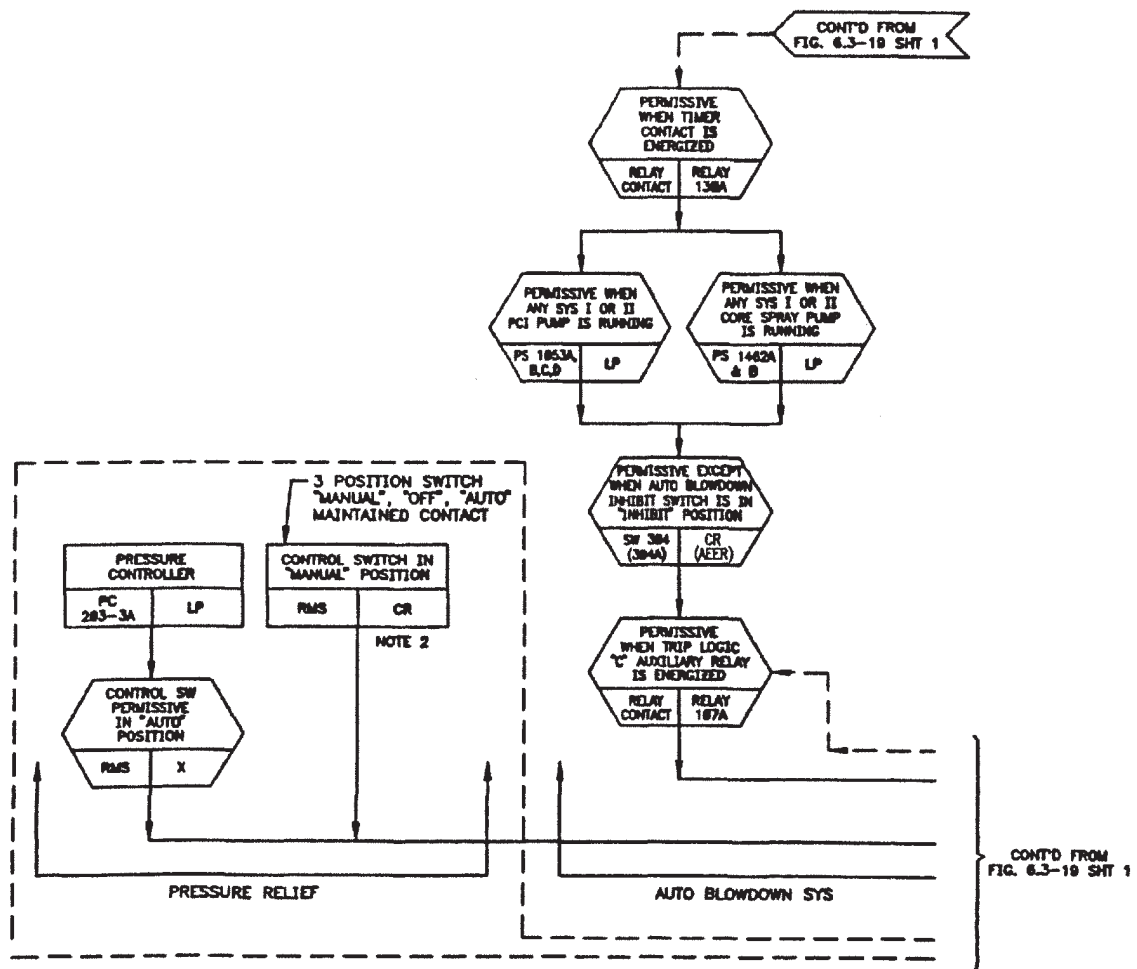 CONT'D FROM
FIG. 6.3-19 SHT 1
PERMISSIVE
WHEN TIMER
CONTACT IS
ENERGIZED
RELAY
CONTACT
RELAY
130A
PERMISSIVE WHEN
ANY SYS I OR II
PCI PUMP IS RUNNING
PS 1053A,
B,C,D
LP
PERMISSIVE WHEN
ANY SYS I OR II
CORE SPRAY PUMP
IS RUNNING
PS 1462A
& B
LP
PERMISSIVE EXCEPT
WHEN AUTO BLOWDOWN
INHIBIT SWITCH IS IN
"INHIBIT" POSITION
SW 304
(304A)
CR
(AEER)
3 POSITION SWITCH
"MANUAL", "OFF", "AUTO"
MAINTAINED CONTACT
PRESSURE
CONTROLLER
PC
203-3A
LP
CONTROL SWITCH IN
"MANUAL" POSITION
RMS
CR
NOTE 2
PERMISSIVE
WHEN TRIP LOGIC
"C" AUXILIARY RELAY
IS ENERGIZED
RELAY
CONTACT
RELAY
107A
CONTROL SW
PERMISSIVE
IN "AUTO"
POSITION
RMS
X
PRESSURE RELIEF
AUTO BLOWDOWN SYS
CONT'D FROM
FIG. 6.3-19 SHT 1